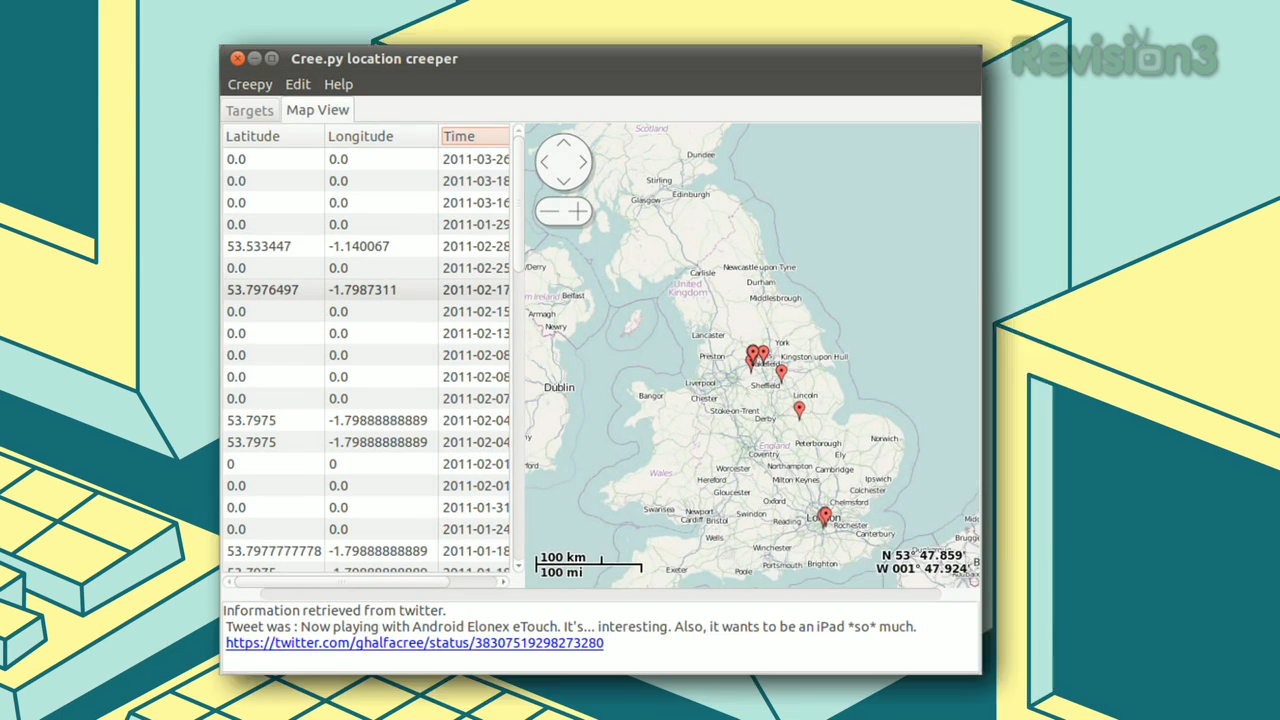 Revision3
Cree.py location creeper
Creepy Edit Help
Targets Map View
Latitude Longitude Time
0.0 0.0 2011-03-26
0.0 0.0 2011-03-18
0.0 0.0 2011-03-16
0.0 0.0 2011-01-29
53.533447 -1.140067 2011-02-28
0.0 0.0 2011-02-25
53.7976497 -1.7987311 2011-02-17
0.0 0.0 2011-02-15
0.0 0.0 2011-02-13
0.0 0.0 2011-02-08
0.0 0.0 2011-02-08
0.0 0.0 2011-02-07
53.7975 -1.79888888889 2011-02-04
53.7975 -1.79888888889 2011-02-04
0 0 2011-02-01
0.0 0.0 2011-02-01
0.0 0.0 2011-01-31
0.0 0.0 2011-01-24
53.7977777778 -1.79888888889 2011-01-18
Scotland
Dundee
Stirling
Edinburgh
Glasgow
Newcastle upon Tyne
Carlisle
/Derry
United
Kingdom
Durham
Belfast
Middlesbrough
Armagh
Newry
Lancaster
York
Preston
Kingston upon Hull
Dublin
Liverpool
Sheffield
Bangor
Chester
Lincoln
Stoke-on-Trent
Derby
Norwich
England
Peterborough
Coventry
Ely
Wales
Worcester
Northampton
Cambridge
Hereford
Milton Keynes
Ipswich
Gloucester
Colchester
Oxford
Chelmsford
Swansea
Newport
Swindon
London
Cardiff
Bristol
Reading
Rochester
Wells
Canterbury
Winchester
Exeter
Poole
Portsmouth
Brighton
100 km
100 mi
N 53° 47.859'
W 001° 47.924'
Information retrieved from twitter.
Tweet was : Now playing with Android Elonex eTouch. It's... interesting. Also, it wants to be an iPad *so* much.
https://twitter.com/ghalfacree/status/38307519298273280